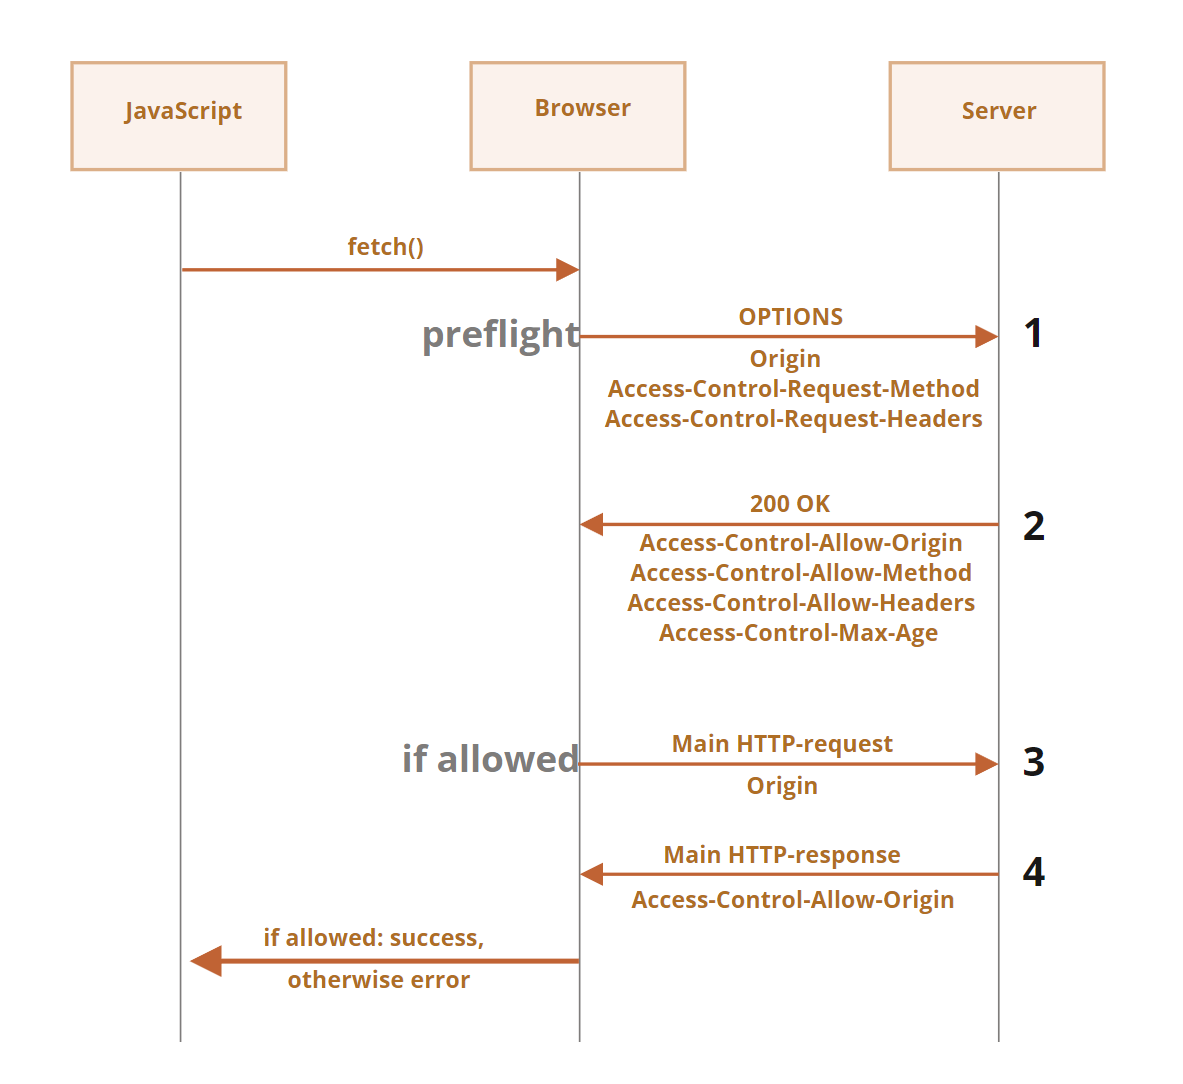 JavaScript
Browser
Server
fetch()
preflight
OPTIONS
1
Origin
Access-Control-Request-Method
Access-Control-Request-Headers
200 OK
2
Access-Control-Allow-Origin
Access-Control-Allow-Method
Access-Control-Allow-Headers
Access-Control-Max-Age
if allowed
Main HTTP-request
3
Origin
Main HTTP-response
4
Access-Control-Allow-Origin
if allowed: success,
otherwise error